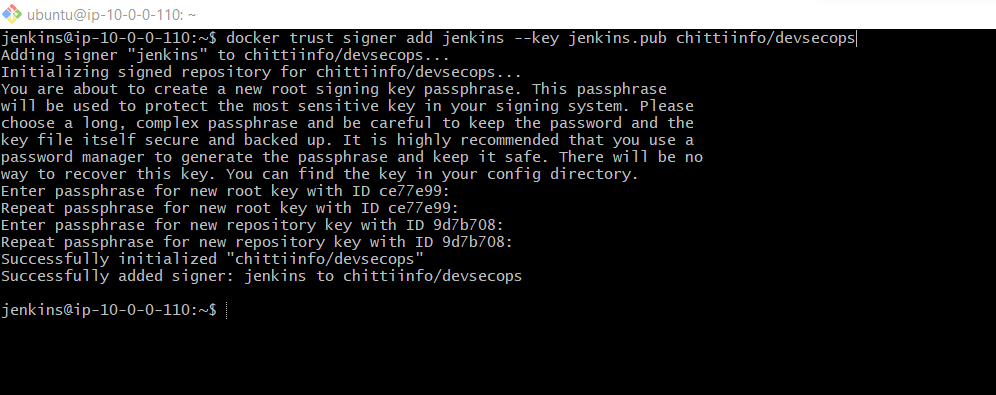 ubuntu@ip-10-0-0-110: ~
jenkins@ip-10-0-0-110:~$ docker trust signer add jenkins --key jenkins.pub chittiinfo/devsecops
Adding signer "jenkins" to chittiinfo/devsecops...
Initializing signed repository for chittiinfo/devsecops...
You are about to create a new root signing key passphrase. This passphrase
will be used to protect the most sensitive key in your signing system. Please
choose a long, complex passphrase and be careful to keep the password and the
key file itself secure and backed up. It is highly recommended that you use a
password manager to generate the passphrase and keep it safe. There will be no
way to recover this key. You can find the key in your config directory.
Enter passphrase for new root key with ID ce77e99:
Repeat passphrase for new root key with ID ce77e99:
Enter passphrase for new repository key with ID 9d7b708:
Repeat passphrase for new repository key with ID 9d7b708:
Successfully initialized "chittiinfo/devsecops"
Successfully added signer: jenkins to chittiinfo/devsecops
jenkins@ip-10-0-0-110:~$